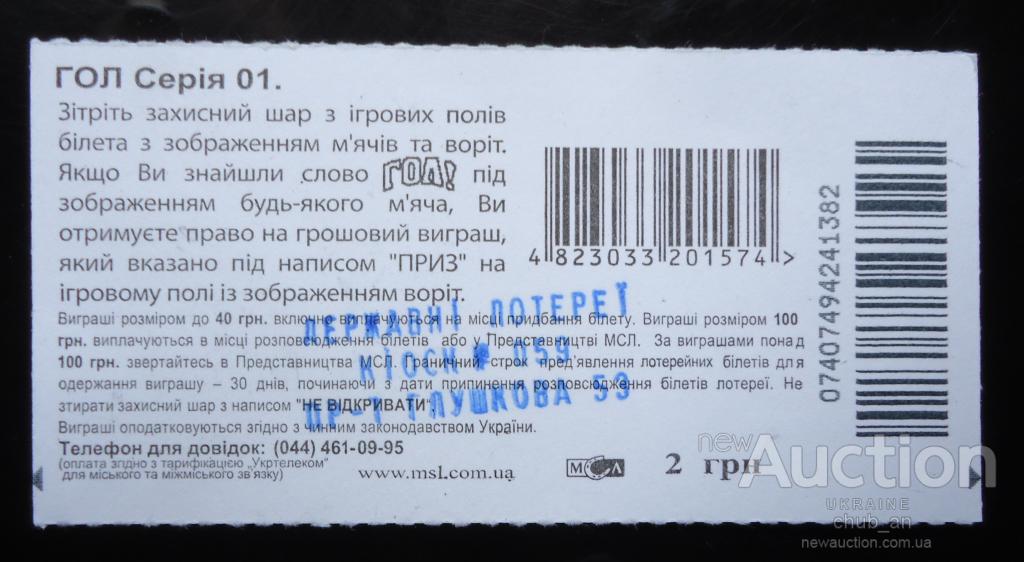 ГОЛ Серія 01.
Зітріть захисний шар з ігрових полів
білета з зображенням м'ячів та воріт.
Якщо Ви знайшли слово ГОЛ! під
зображенням будь-якого м'яча, Ви
отримуєте право на грошовий виграш,
який вказано під написом "ПРИЗ" на
ігровому полі із зображенням воріт.
Виграші розміром до 40 грн. включно виплачуються на місці придбання білету. Виграші розміром 100
грн. виплачуються в місці розповсюдження білетів або у Представництві МСЛ. За виграшами понад
100 грн. звертайтесь в Представництва МСЛ. Граничний строк пред'явлення лотерейних білетів для
одержання виграшу – 30 днів, починаючи з дати припинення розповсюдження білетів лотереї. Не
зтирати захисний шар з написом "НЕ ВІДКРИВАТИ".
Виграші оподатковуються згідно з чинним законодавством України.
Телефон для довідок: (044) 461-09-95
(оплата згідно з тарифікацією „Укртелеком"
для міського та міжміського зв'язку)
www.msl.com.ua
МСЛ
2 грн
ДЕРЖАВНІ ЛОТЕРЕЇ
КІОСК * 059
ПР-Т ГЛУШКОВА 53
4 823033 201574 >
07407494241382
newAuction
UKRAINE
chub_an
newauction.com.ua